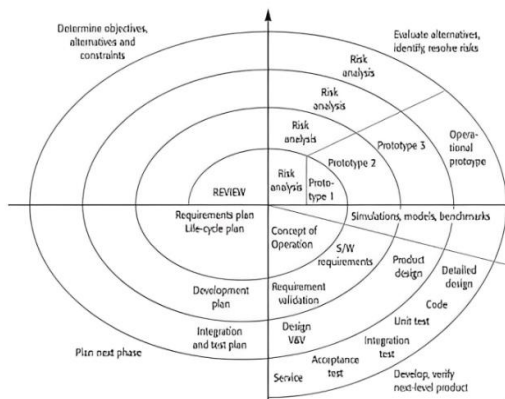 Determine objectives,
alternatives and
constraints
Evaluate alternatives,
identify resolve risks
Risk
analysis
Risk
analysis
Risk
analysis
Risk
analysis
Prototype 2
Prototype 3
Opera-
tional
protoype
Proto-
type 1
REVIEW
Requirements plan
Life-cycle plan
Simulations, models, benchmarks
Concept of
Operation
S/W
requirements
Product
design
Detailed
design
Development
plan
Requirement
validation
Code
Unit test
Integration
and test plan
Design
V&V
Integration
test
Acceptance
test
Service
Plan next phase
Develop, verify
next-level product